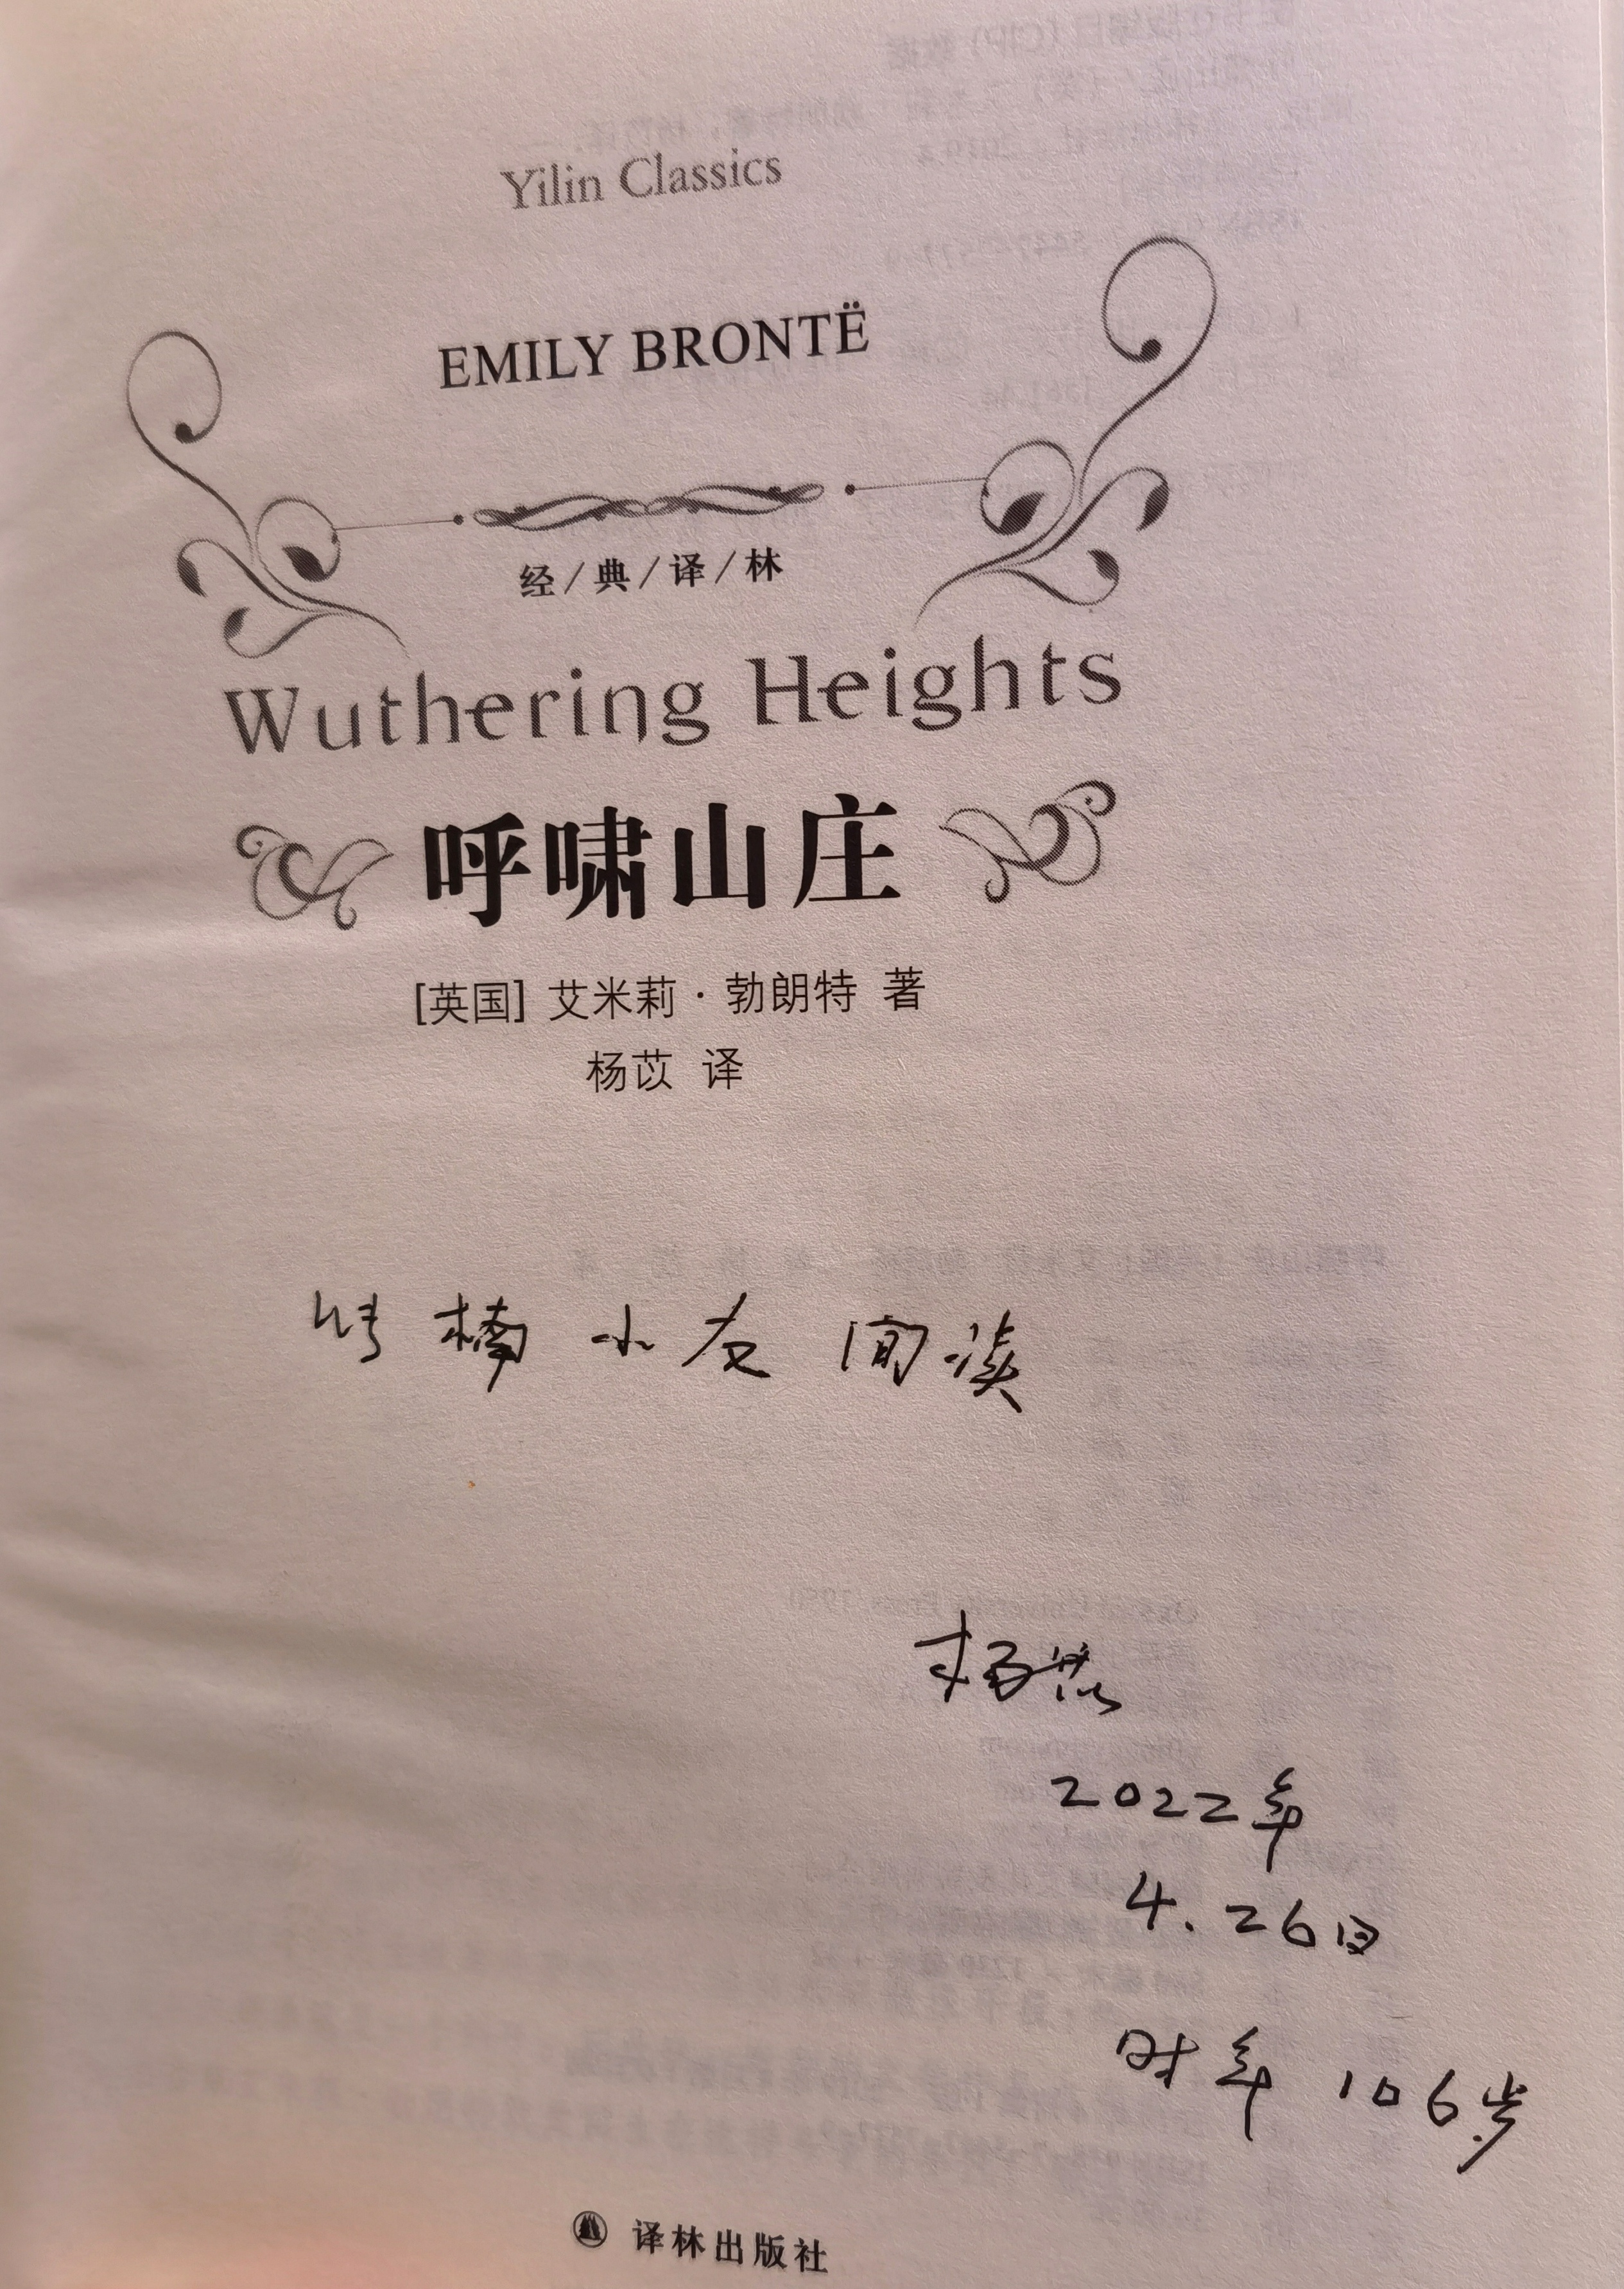 Yilin Classics
EMILY BRONTË
经/典/译/林
Wuthering Heights
呼啸山庄
[英国] 艾米莉·勃朗特 著
杨苡 译
楠 小友 闲读
杨苡
2022年
4.26日
时年 106岁
译林出版社